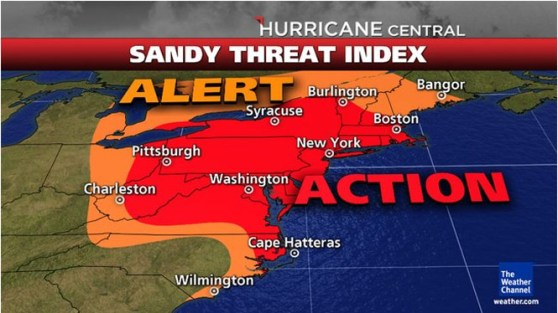 HURRICANE CENTRAL
SANDY THREAT INDEX
ALERT
Burlington
Bangor
Syracuse
Boston
Pittsburgh
New York
Charleston
Washington
ACTION
Cape Hatteras
Wilmington
The
Weather
Channel
weather.com